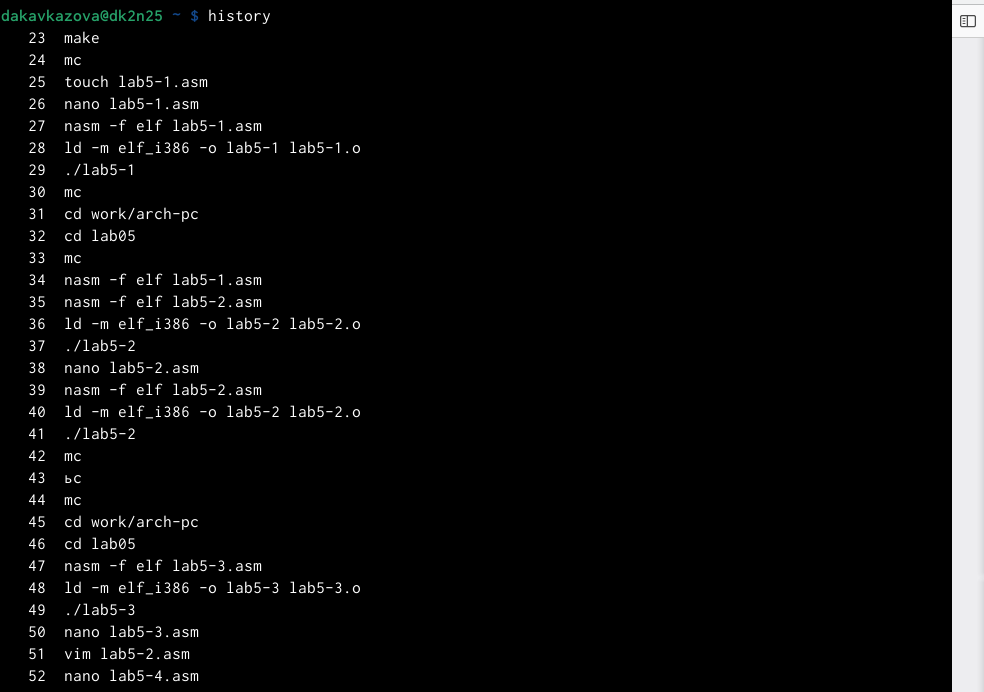 dakavkazova@dk2n25 ~ $ history
23 make
24 mc
25 touch lab5-1.asm
26 nano lab5-1.asm
27 nasm -f elf lab5-1.asm
28 ld -m elf_i386 -o lab5-1 lab5-1.o
29 ./lab5-1
30 mc
31 cd work/arch-pc
32 cd lab05
33 mc
34 nasm -f elf lab5-1.asm
35 nasm -f elf lab5-2.asm
36 ld -m elf_i386 -o lab5-2 lab5-2.o
37 ./lab5-2
38 nano lab5-2.asm
39 nasm -f elf lab5-2.asm
40 ld -m elf_i386 -o lab5-2 lab5-2.o
41 ./lab5-2
42 mc
43 ьс
44 mc
45 cd work/arch-pc
46 cd lab05
47 nasm -f elf lab5-3.asm
48 ld -m elf_i386 -o lab5-3 lab5-3.o
49 ./lab5-3
50 nano lab5-3.asm
51 vim lab5-2.asm
52 nano lab5-4.asm